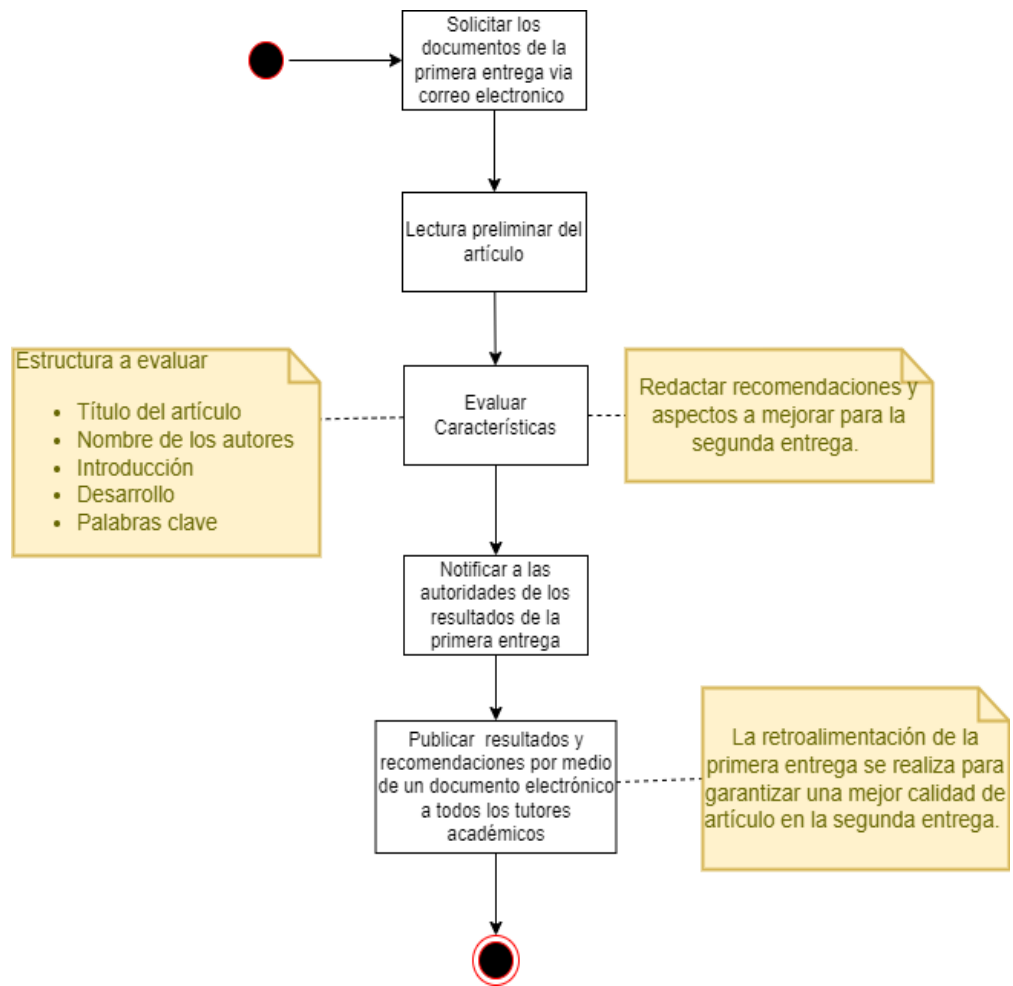 Solicitar los
documentos de la
primera entrega via
correo electronico
Lectura preliminar del
artículo
Estructura a evaluar
• Título del artículo
• Nombre de los autores
• Introducción
• Desarrollo
• Palabras clave
Evaluar
Características
Redactar recomendaciones y
aspectos a mejorar para la
segunda entrega.
Notificar a las
autoridades de los
resultados de la
primera entrega
Publicar resultados y
recomendaciones por medio
de un documento electrónico
a todos los tutores
académicos
La retroalimentación de la
primera entrega se realiza para
garantizar una mejor calidad de
artículo en la segunda entrega.